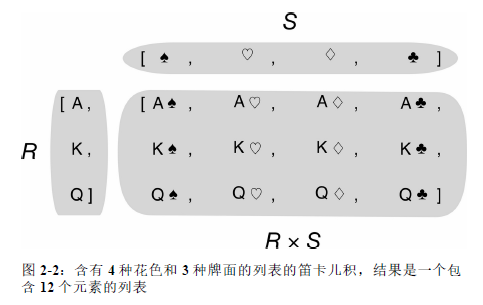 S
[ ♠ , ♡ , ♢ , ♣ ]
[ A , [ A ♠ , A ♡ , A ♢ , A ♣ ,
R K , K ♠ , K ♡ , K ♢ , K ♣ ,
Q ] Q ♠ , Q ♡ , Q ♢ , Q ♣ ]
R × S
图 2-2：含有 4 种花色和 3 种牌面的列表的笛卡儿积，结果是一个包
含 12 个元素的列表